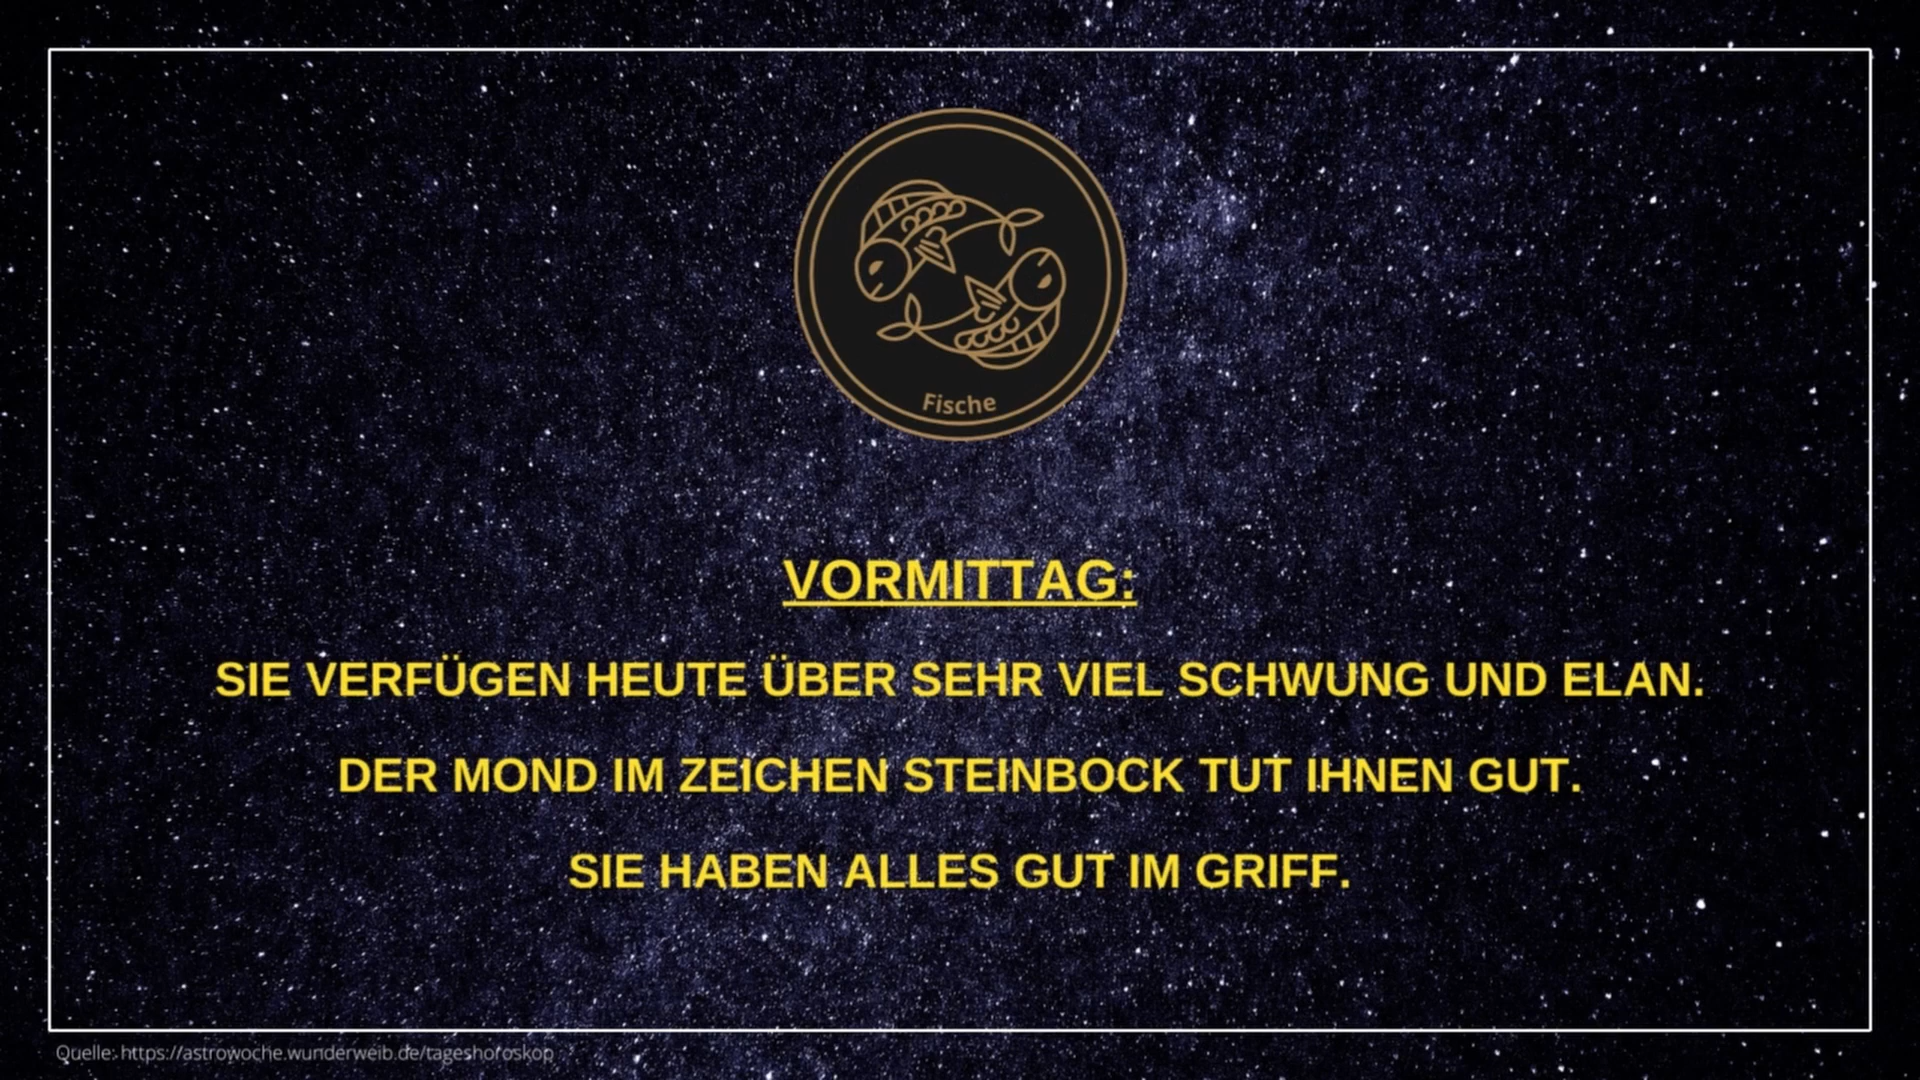 Fische
VORMITTAG:
SIE VERFÜGEN HEUTE ÜBER SEHR VIEL SCHWUNG UND ELAN.
DER MOND IM ZEICHEN STEINBOCK TUT IHNEN GUT.
SIE HABEN ALLES GUT IM GRIFF.
Quelle: https://astrowoche.wunderweib.de/tageshoroskop